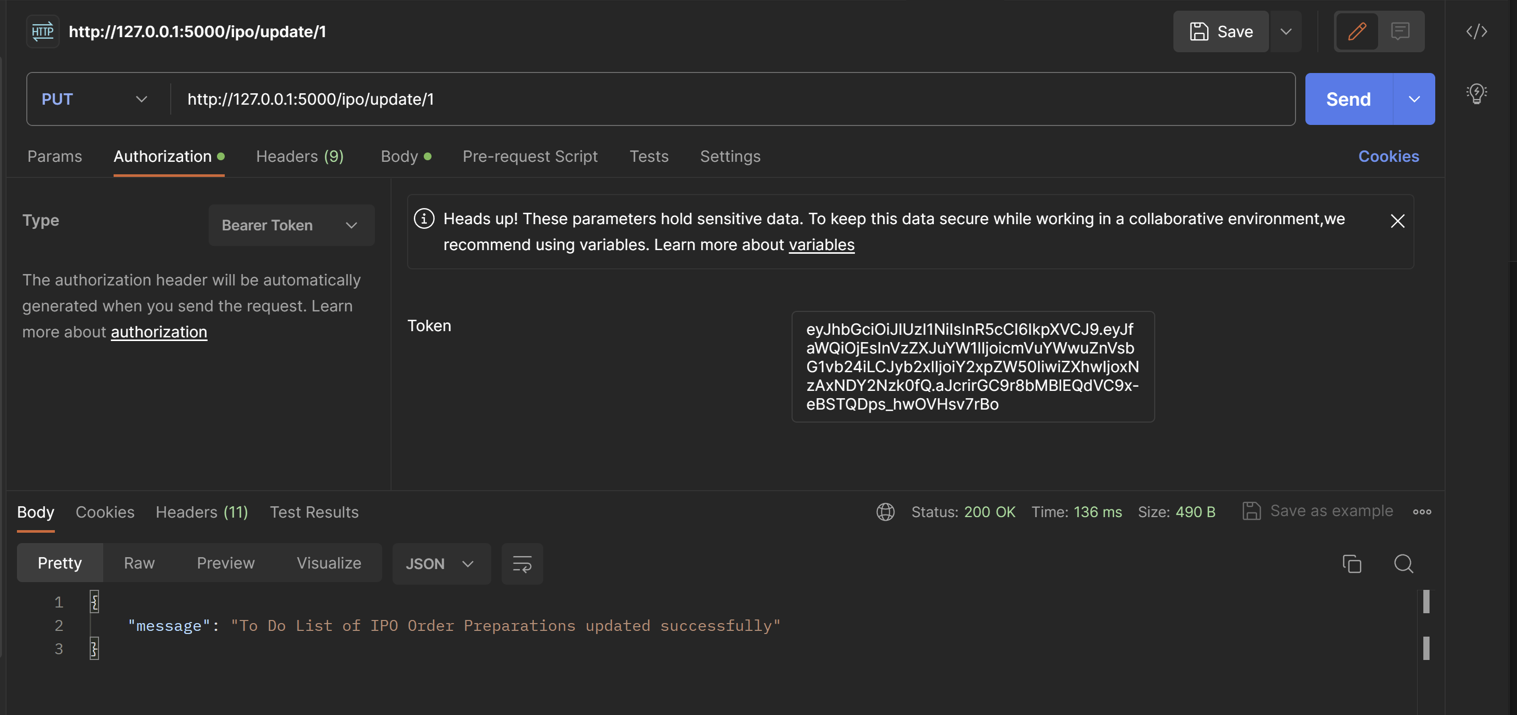 HTTP http://127.0.0.1:5000/ipo/update/1 Save </>
PUT http://127.0.0.1:5000/ipo/update/1 Send
Params Authorization Headers (9) Body Pre-request Script Tests Settings Cookies
Type Bearer Token
The authorization header will be automatically
generated when you send the request. Learn
more about authorization
Heads up! These parameters hold sensitive data. To keep this data secure while working in a collaborative environment,we
recommend using variables. Learn more about variables
Token
eyJhbGciOiJIUzI1NiIsInR5cCI6IkpXVCJ9.eyJf
aWQiOjEsInVzZXJuYW1lIjoicmVuYWwuZnVsb
G1vb24iLCJyb2xlIjoiY2xpZW50IiwiZXhwIjoxN
zAxNDY2Nzk0fQ.aJcrirGC9r8bMBlEQdVC9x-
eBSTQDps_hwOVHsv7rBo
Body Cookies Headers (11) Test Results Status: 200 OK Time: 136 ms Size: 490 B Save as example
Pretty Raw Preview Visualize JSON
1 {
2 "message": "To Do List of IPO Order Preparations updated successfully"
3 }